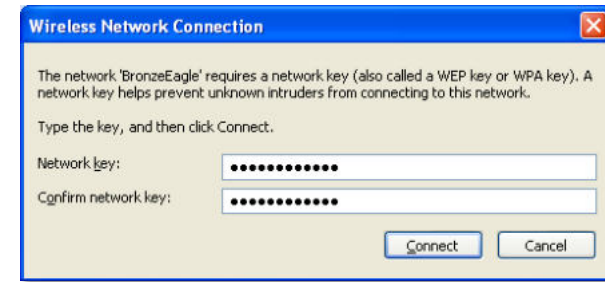 Wireless Network Connection
The network 'BronzeEagle' requires a network key (also called a WEP key or WPA key). A
network key helps prevent unknown intruders from connecting to this network.
Type the key, and then click Connect.
Network key: ••••••••••••
Confirm network key: ••••••••••••
Connect Cancel